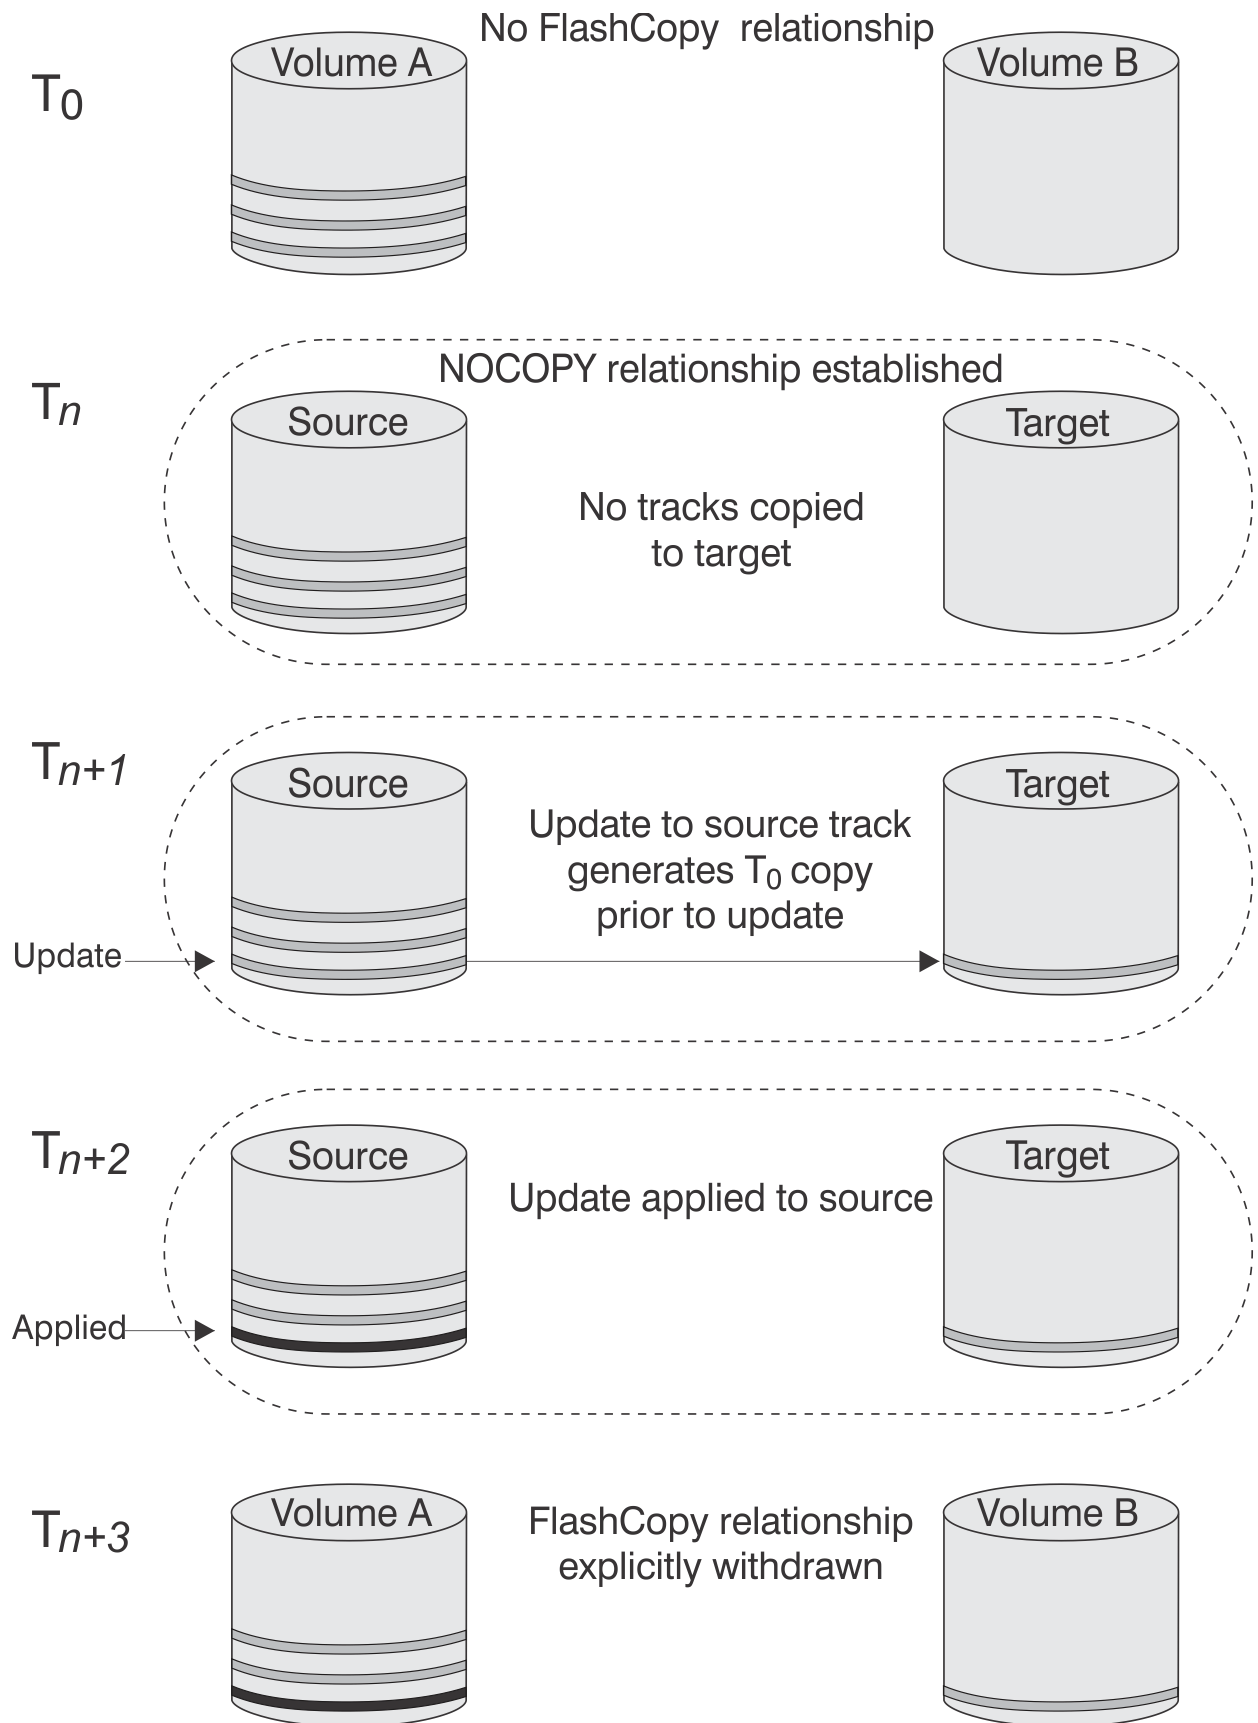 No FlashCopy relationship
Volume A
Volume B
T0
NOCOPY relationship established
Tn
Source
Target
No tracks copied
to target
Tn+1
Source
Target
Update to source track
generates T0 copy
prior to update
Update
Tn+2
Source
Target
Update applied to source
Applied
Tn+3
Volume A
Volume B
FlashCopy relationship
explicitly withdrawn